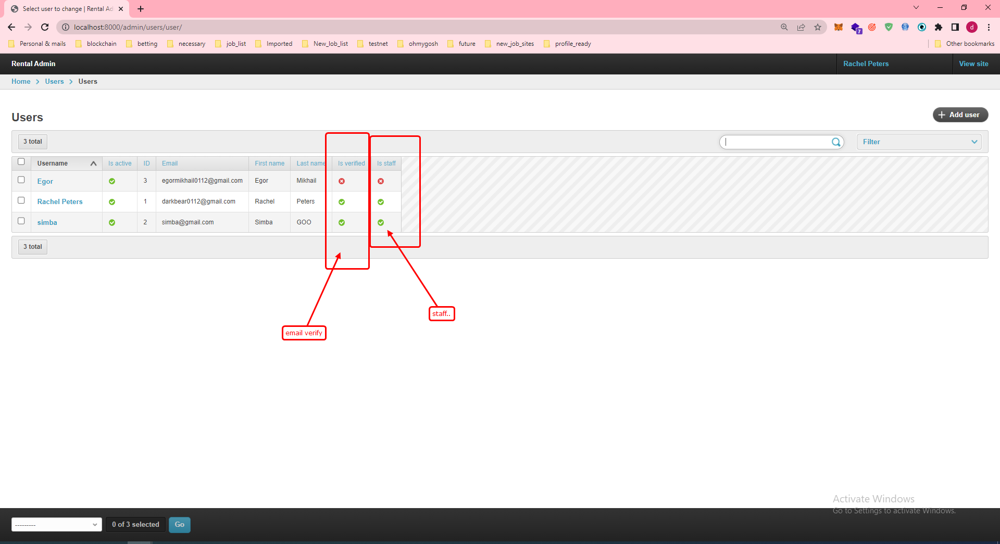 Select user to change | Rental Ad
localhost:8000/admin/users/user/
7
d
Personal & mails
blockchain
betting
necessary
job_list
Imported
New_lob_list
testnet
ohmygosh
future
new_job_sites
profile_ready
Other bookmarks
Rental Admin
Rachel Peters
View site
Home > Users > Users
Users
+ Add user
3 total
Filter
Username Is active ID Email First name Last name Is verified Is staff
Egor 3 egormikhail0112@gmail.com Egor Mikhail
Rachel Peters 1 darkbear0112@gmail.com Rachel Peters
simba 2 simba@gmail.com Simba GOO
3 total
staff..
email verify
Activate Windows
Go to Settings to activate Windows.
---------
0 of 3 selected
Go